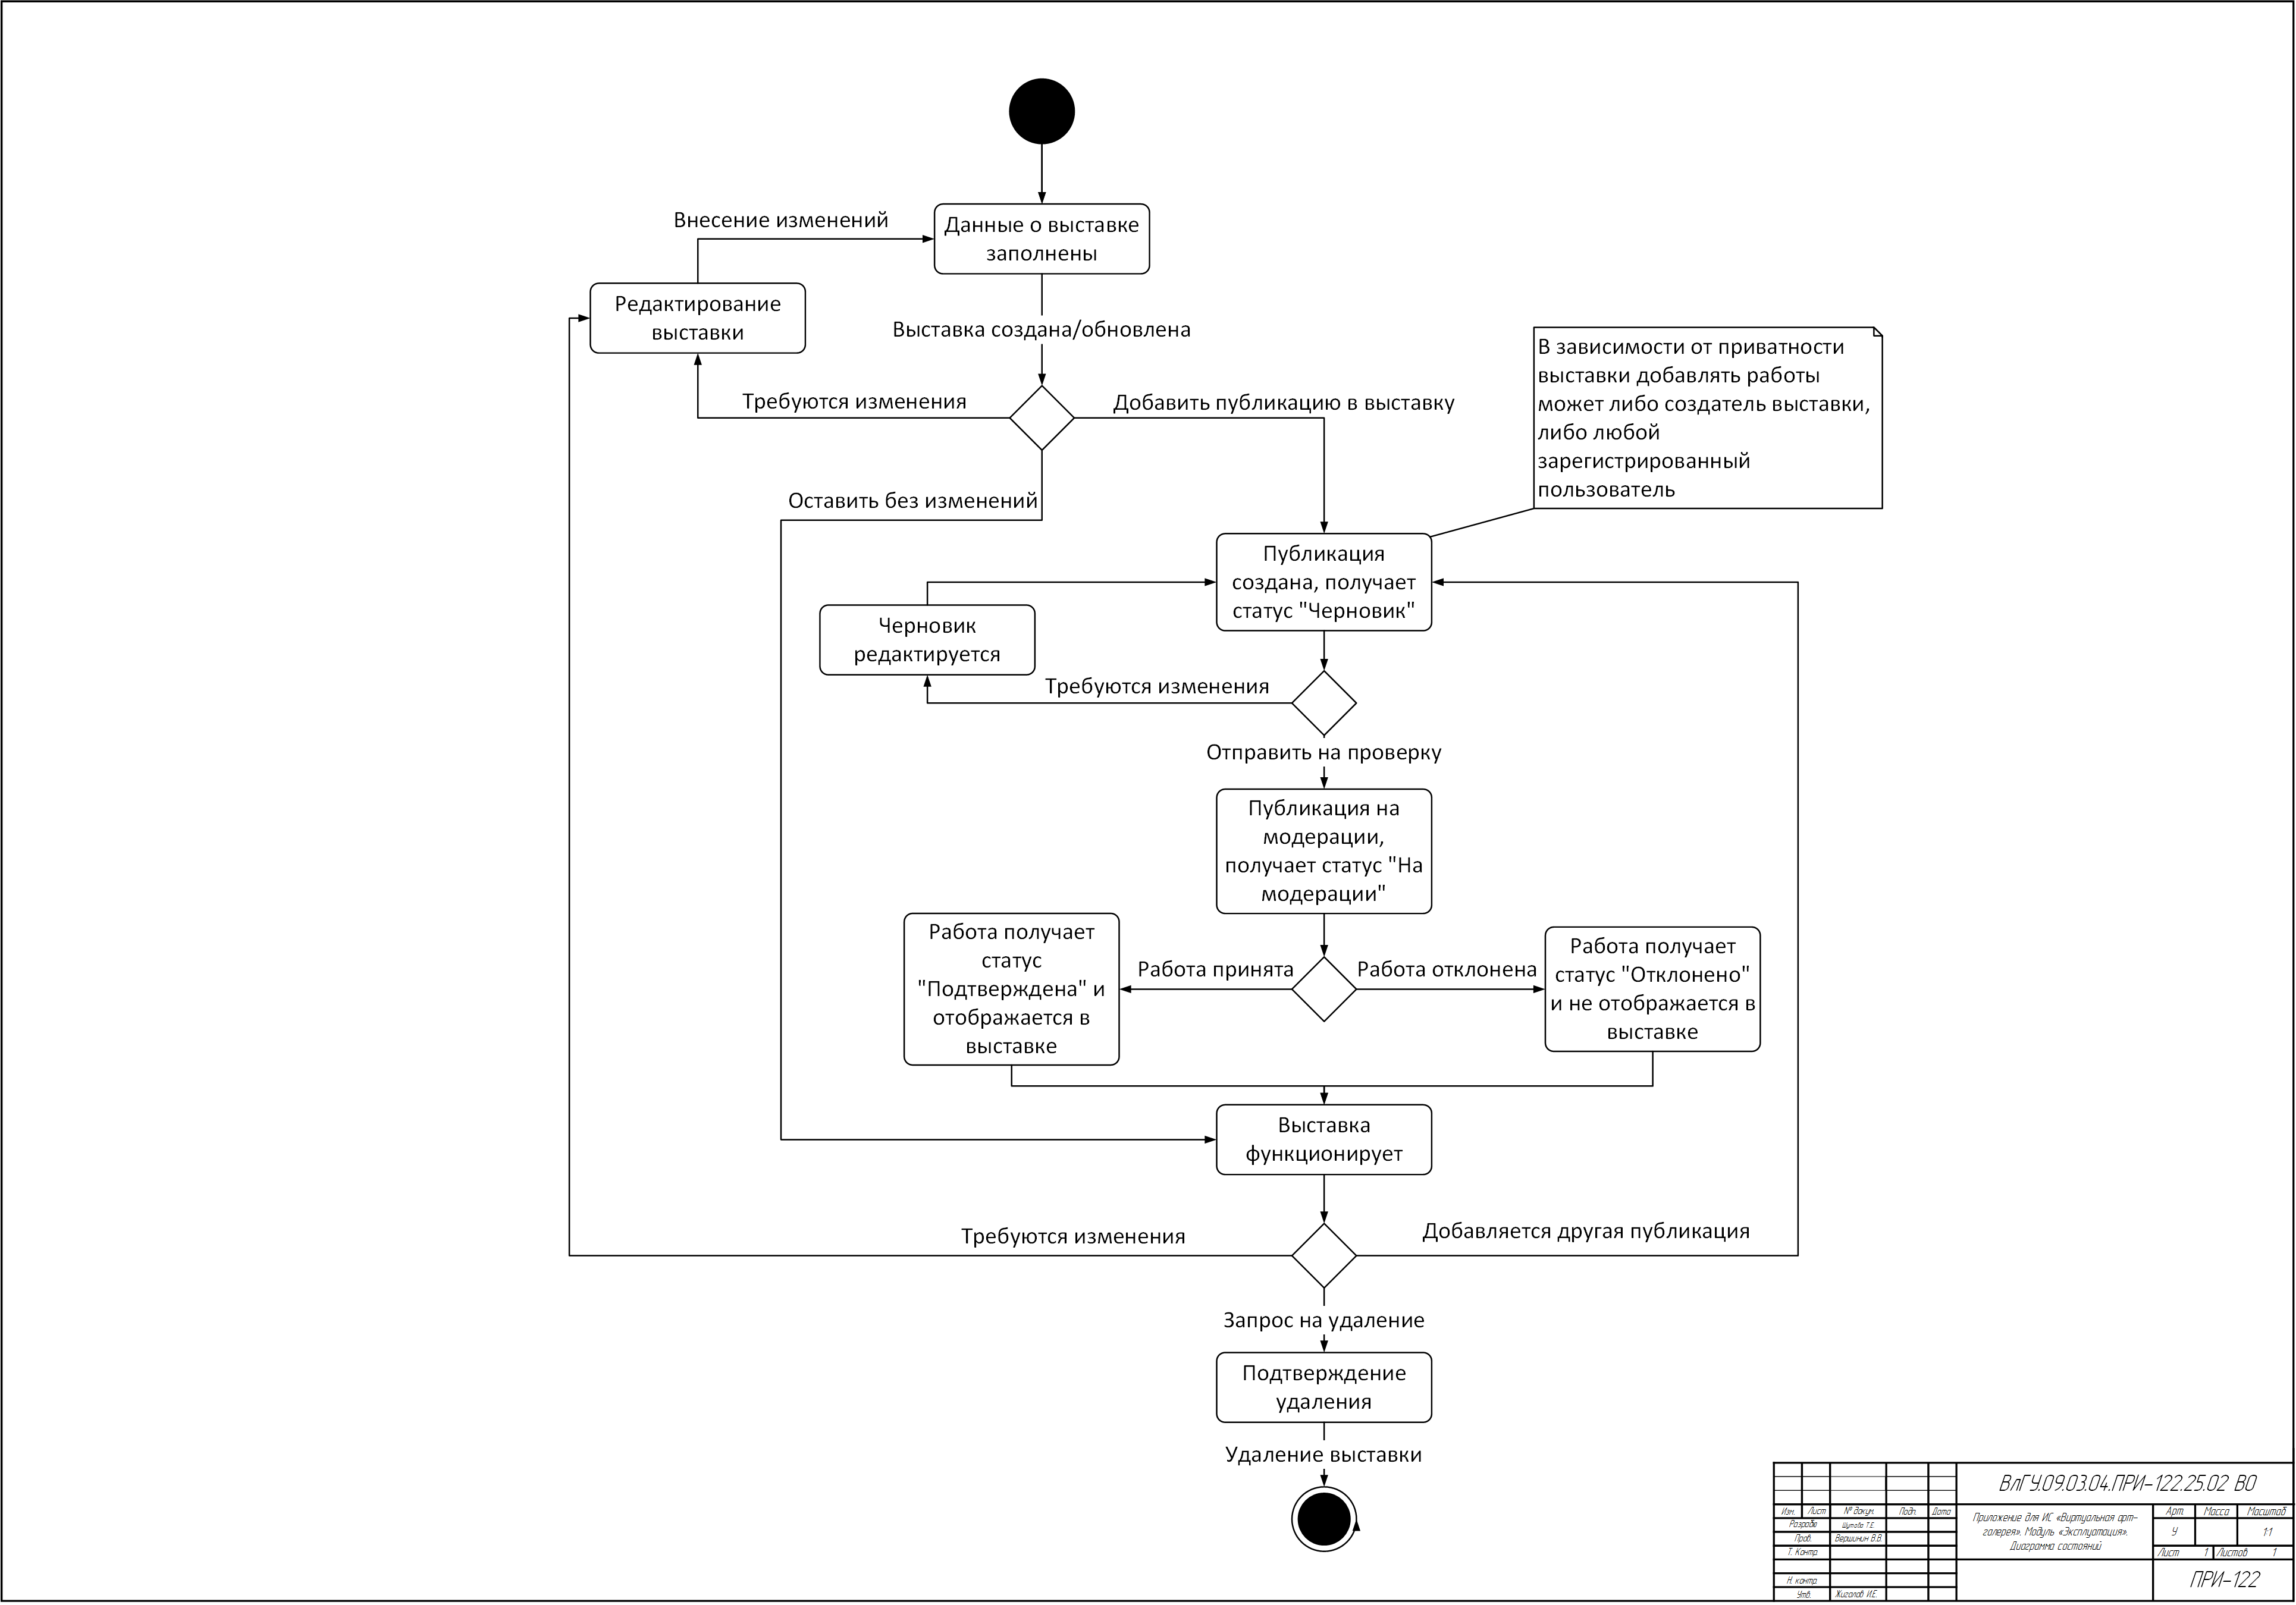 Внесение изменений
Данные о выставке
заполнены
Редактирование
выставки
Выставка создана/обновлена
В зависимости от приватности
выставки добавлять работы
может либо создатель выставки,
либо любой
зарегистрированный
пользователь
Требуются изменения
Добавить публикацию в выставку
Оставить без изменений
Публикация
создана, получает
статус "Черновик"
Черновик
редактируется
Требуются изменения
Отправить на проверку
Публикация на
модерации,
получает статус "На
модерации"
Работа получает
статус
"Подтверждена" и
отображается в
выставке
Работа принята
Работа отклонена
Работа получает
статус "Отклонено"
и не отображается в
выставке
Выставка
функционирует
Требуются изменения
Добавляется другая публикация
Запрос на удаление
Подтверждение
удаления
Удаление выставки
ВлГУ.09.03.04.ПРИ-122.25.02 ВО
Изм. Лист № докум. Подп. Дата
Разраб Шутова Т.Е.
Пров. Вершинин В.В.
Т. Контр.
Н. контр.
Утв. Жигалов И.Е.
Приложение для ИС «Виртуальная арт-
галерея». Модуль «Эксплуатация».
Диаграмма состояний
Лит Масса Масштаб
У 1:1
Лист 1 Листов 1
ПРИ-122